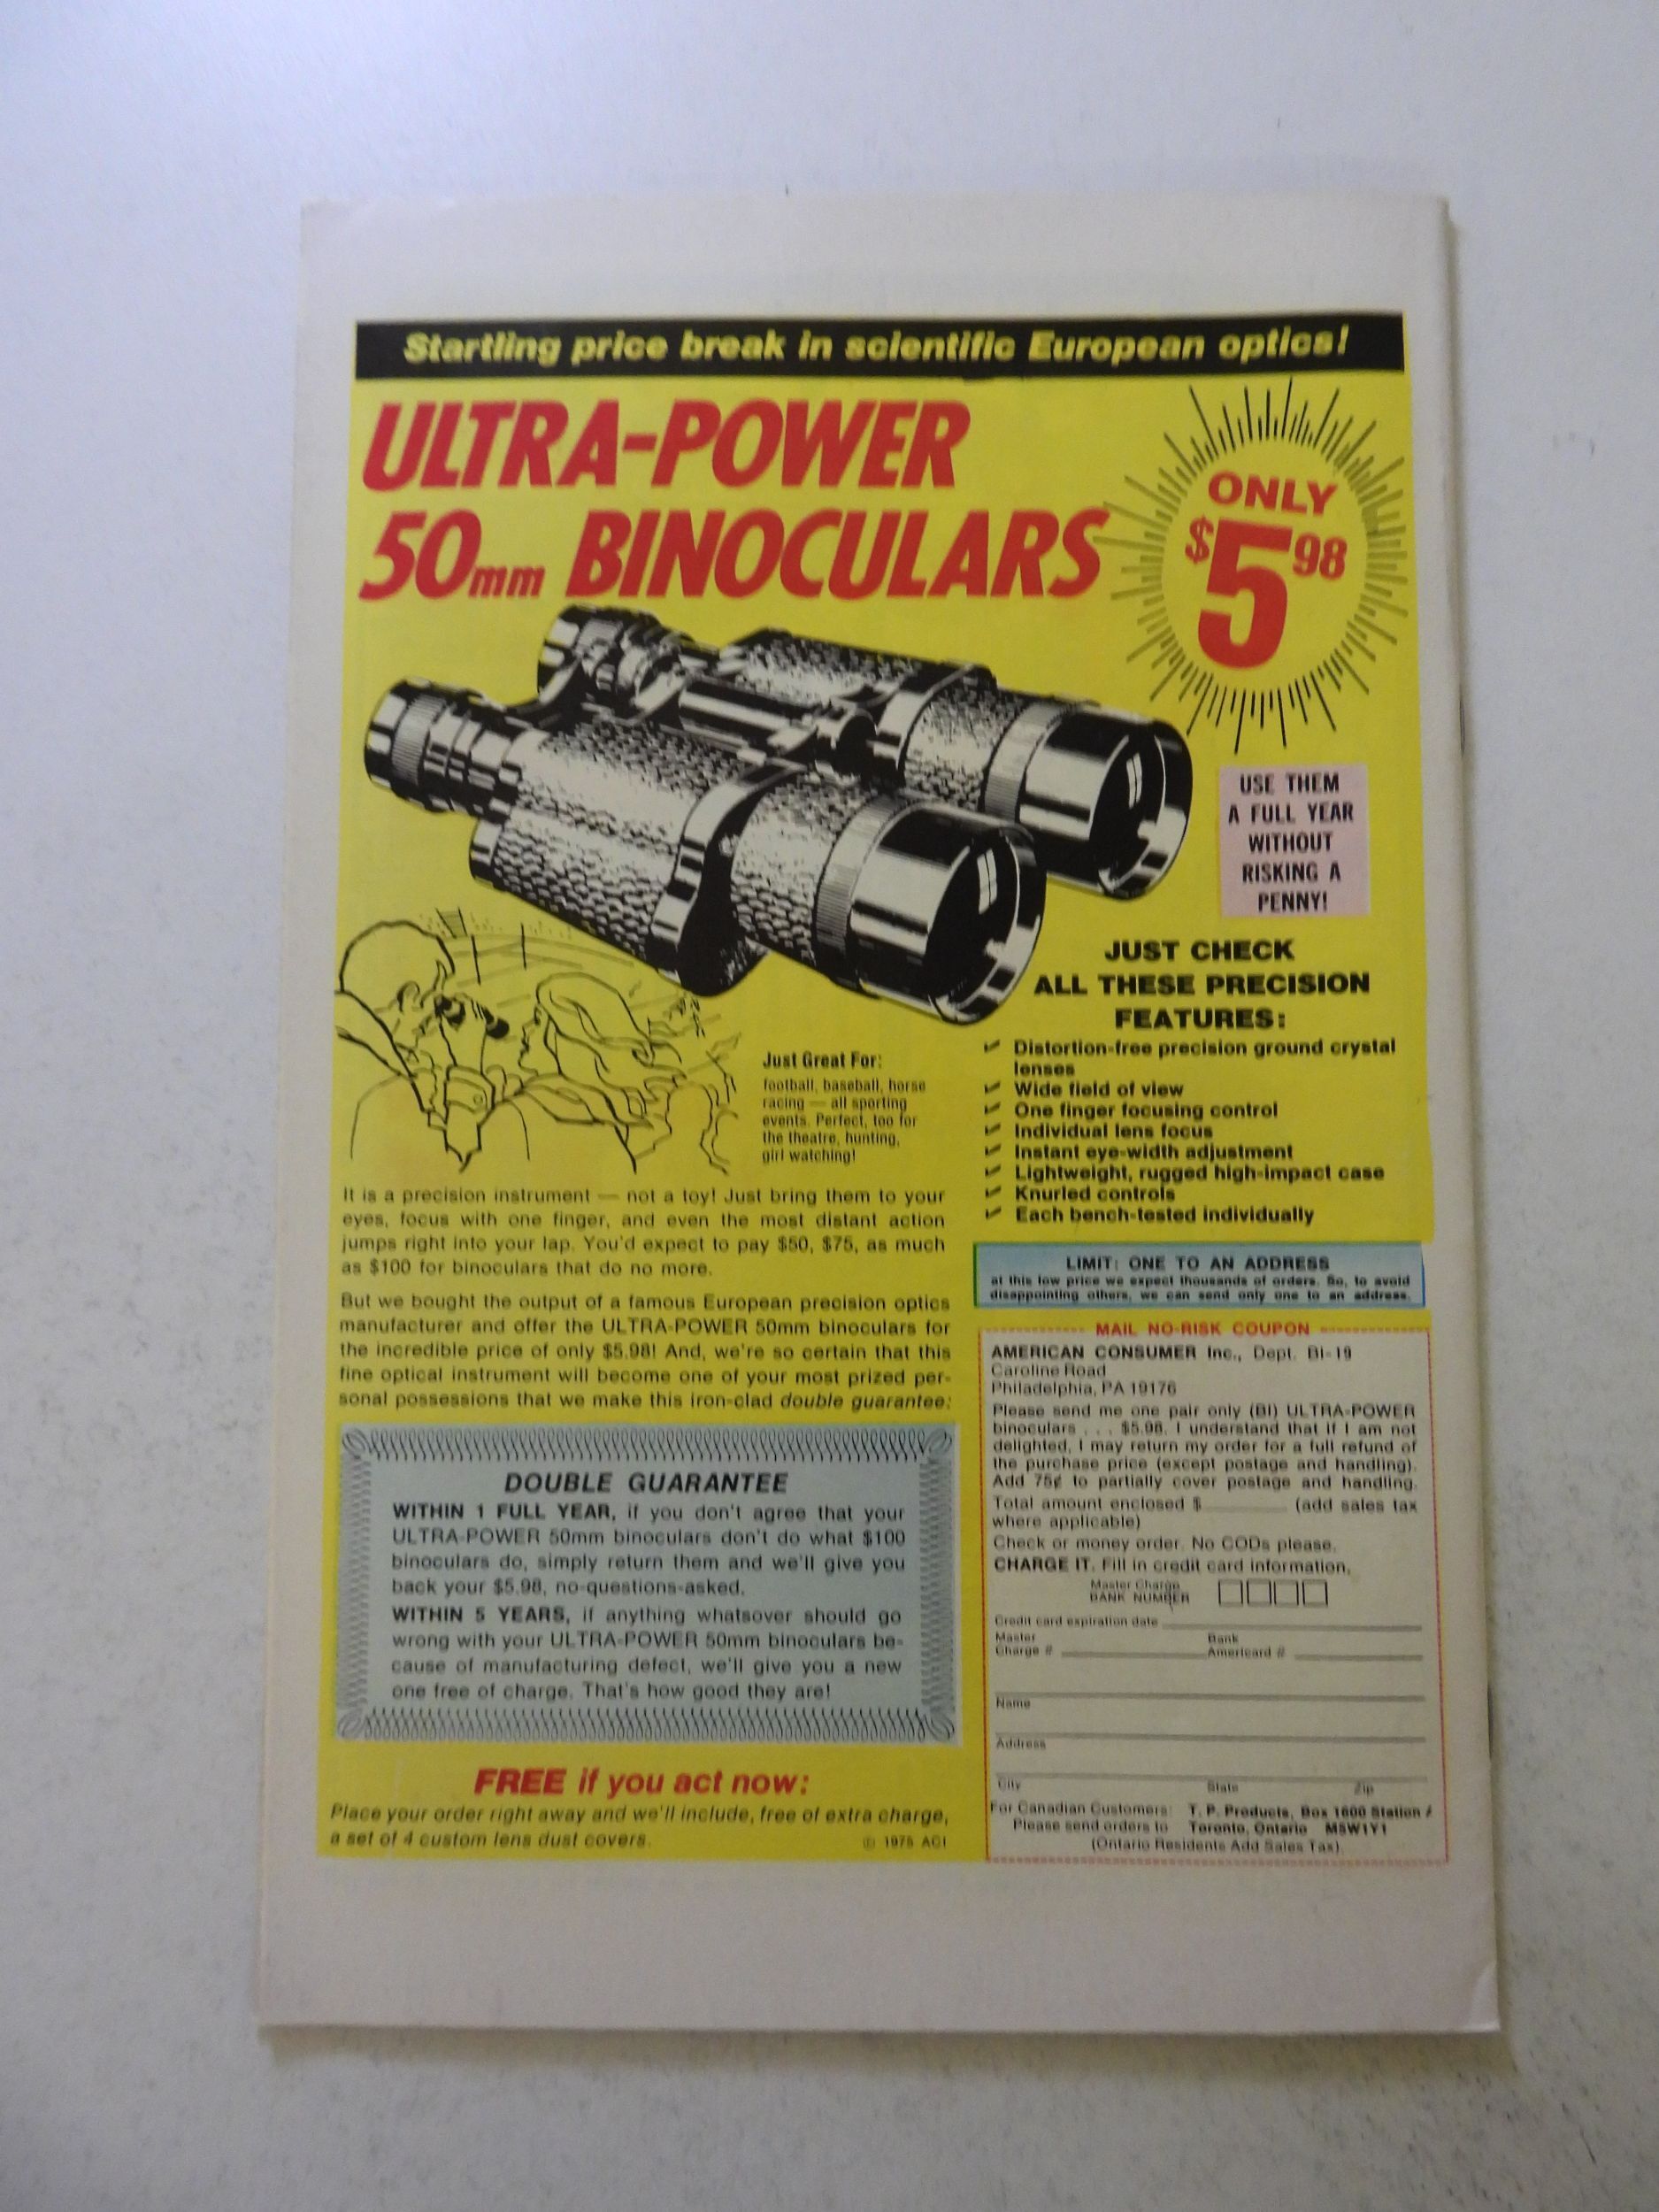 Startling price break in scientific European optics!
ULTRA-POWER
50mm BINOCULARS
ONLY
$5.98
USE THEM
A FULL YEAR
WITHOUT
RISKING A
PENNY!
JUST CHECK
ALL THESE PRECISION
FEATURES:
✓ Distortion-free precision ground crystal
lenses
✓ Wide field of view
✓ One finger focusing control
✓ Individual lens focus
✓ Instant eye-width adjustment
✓ Lightweight, rugged high-impact case
✓ Knurled controls
✓ Each bench-tested individually
Just Great For:
football, baseball, horse
racing — all sporting
events. Perfect, too for
the theatre, hunting,
girl watching!
It is a precision instrument — not a toy! Just bring them to your
eyes, focus with one finger, and even the most distant action
jumps right into your lap. You'd expect to pay $50, $75, as much
as $100 for binoculars that do no more.
But we bought the output of a famous European precision optics
manufacturer and offer the ULTRA-POWER 50mm binoculars for
the incredible price of only $5.98! And, we're so certain that this
fine optical instrument will become one of your most prized per-
sonal possessions that we make this iron-clad double guarantee:
DOUBLE GUARANTEE
WITHIN 1 FULL YEAR, if you don't agree that your
ULTRA-POWER 50mm binoculars don't do what $100
binoculars do, simply return them and we'll give you
back your $5.98, no-questions-asked.
WITHIN 5 YEARS, if anything whatsover should go
wrong with your ULTRA-POWER 50mm binoculars be-
cause of manufacturing defect, we'll give you a new
one free of charge. That's how good they are!
FREE if you act now:
Place your order right away and we'll include, free of extra charge,
a set of 4 custom lens dust covers.
© 1975 ACI
LIMIT: ONE TO AN ADDRESS
at this low price we expect thousands of orders. So, to avoid
disappointing others, we can send only one to an address.
MAIL NO-RISK COUPON
AMERICAN CONSUMER Inc., Dept. BI-19
Caroline Road
Philadelphia, PA 19176
Please send me one pair only (BI) ULTRA-POWER
binoculars . . . $5.98. I understand that if I am not
delighted, I may return my order for a full refund of
the purchase price (except postage and handling).
Add 75¢ to partially cover postage and handling.
Total amount enclosed $ (add sales tax
where applicable)
Check or money order. No CODs please.
CHARGE IT. Fill in credit card information.
Master Charge
BANK NUMBER
Credit card expiration date
Master Charge #
Bank Americard #
Name
Address
City State Zip
For Canadian Customers: T. P. Products, Box 1600 Station
Please send orders to Toronto, Ontario M5W1Y1
(Ontario Residents Add Sales Tax).